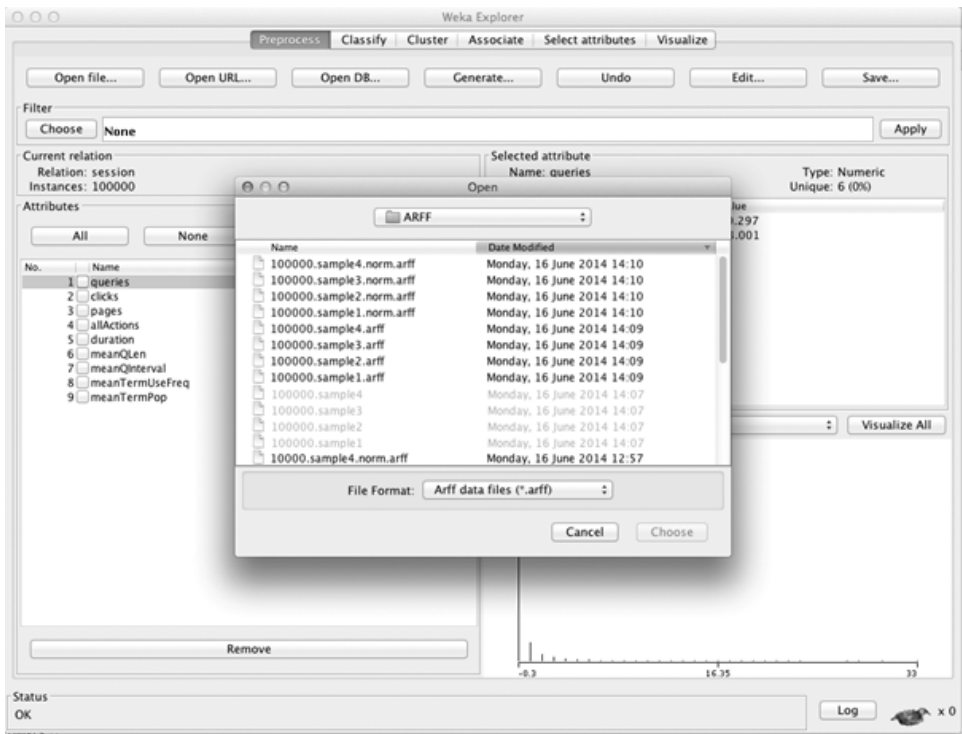 Weka Explorer
Preprocess Classify Cluster Associate Select attributes Visualize
Open file... Open URL... Open DB... Generate... Undo Edit... Save...
Filter
Choose None Apply
Current relation
Relation: session
Instances: 100000
Selected attribute
Name: queries Type: Numeric
Unique: 6 (0%)
Attributes
All None
No. Name
1 queries
2 clicks
3 pages
4 allActions
5 duration
6 meanQLen
7 meanQInterval
8 meanTermUseFreq
9 meanTermPop
Remove
Open
ARFF
Name Date Modified
100000.sample4.norm.arff Monday, 16 June 2014 14:10
100000.sample3.norm.arff Monday, 16 June 2014 14:10
100000.sample2.norm.arff Monday, 16 June 2014 14:10
100000.sample1.norm.arff Monday, 16 June 2014 14:10
100000.sample4.arff Monday, 16 June 2014 14:09
100000.sample3.arff Monday, 16 June 2014 14:09
100000.sample2.arff Monday, 16 June 2014 14:09
100000.sample1.arff Monday, 16 June 2014 14:09
100000.sample4 Monday, 16 June 2014 14:07
100000.sample3 Monday, 16 June 2014 14:07
100000.sample2 Monday, 16 June 2014 14:07
100000.sample1 Monday, 16 June 2014 14:07
10000.sample4.norm.arff Monday, 16 June 2014 12:57
File Format: Arff data files (*.arff)
Cancel Choose
Visualize All
-0.3 16.35 33
Status
OK
Log x 0